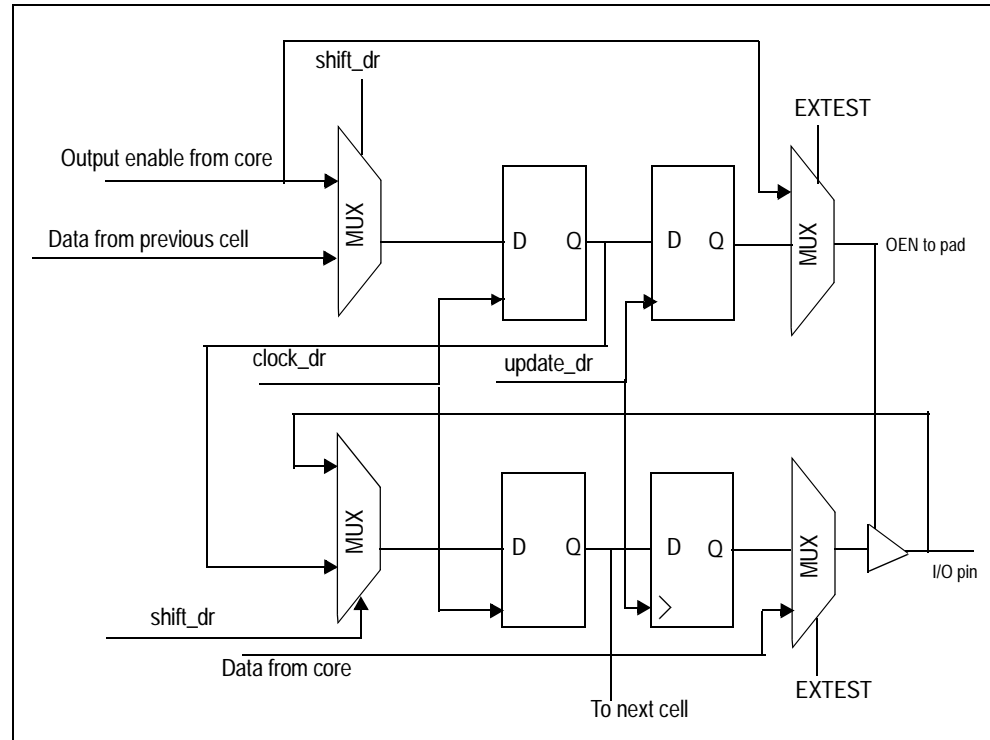 shift_dr
EXTEST
Output enable from core
MUX
MUX
Data from previous cell
D Q
D Q
OEN to pad
clock_dr
update_dr
MUX
MUX
D Q
D Q
I/O pin
shift_dr
Data from core
EXTEST
To next cell